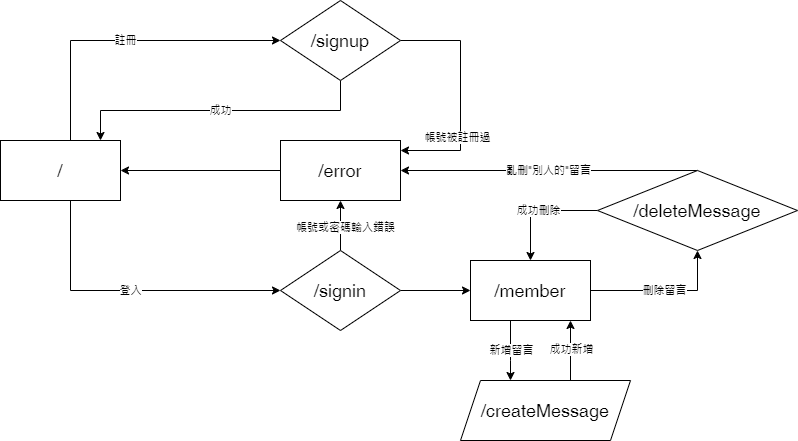 註冊
/signup
成功
帳號被註冊過
/
/error
亂刪"別人的"留言
成功刪除
/deleteMessage
帳號或密碼輸入錯誤
登入
/signin
/member
刪除留言
新增留言
成功新增
/createMessage